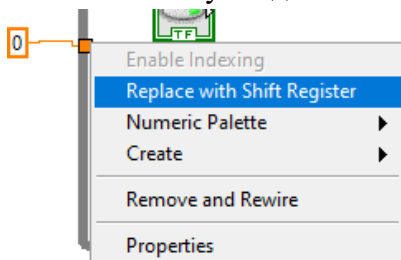 TF
0
Enable Indexing
Replace with Shift Register
Numeric Palette
Create
Remove and Rewire
Properties